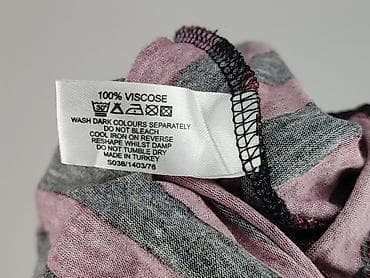 100% VISCOSE
WASH DARK COLOURS SEPARATELY
DO NOT BLEACH
COOL IRON ON REVERSE
RESHAPE WHILST DAMP
DO NOT TUMBLE DRY
MADE IN TURKEY
S038/1403/78